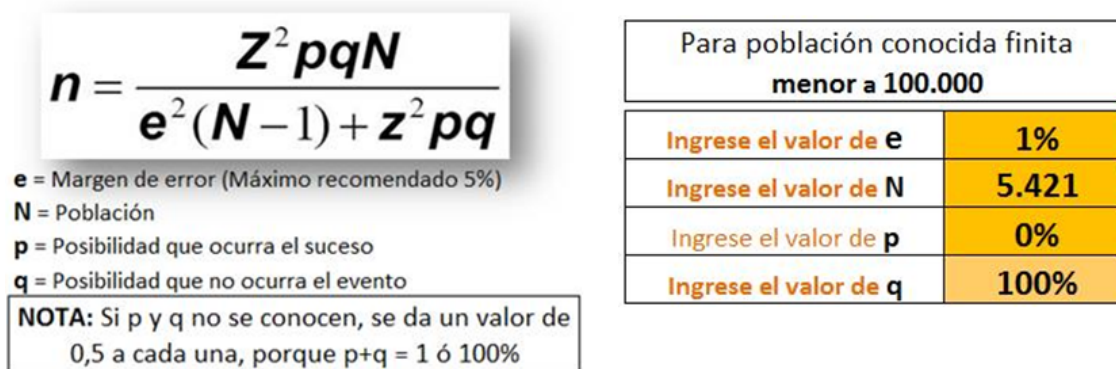 n = Z²pqN / e²(N−1)+z²pq
e = Margen de error (Máximo recomendado 5%)
N = Población
p = Posibilidad que ocurra el suceso
q = Posibilidad que no ocurra el evento
NOTA: Si p y q no se conocen, se da un valor de
0,5 a cada una, porque p+q = 1 ó 100%
Para población conocida finita
menor a 100.000
Ingrese el valor de e 1%
Ingrese el valor de N 5.421
Ingrese el valor de p 0%
Ingrese el valor de q 100%